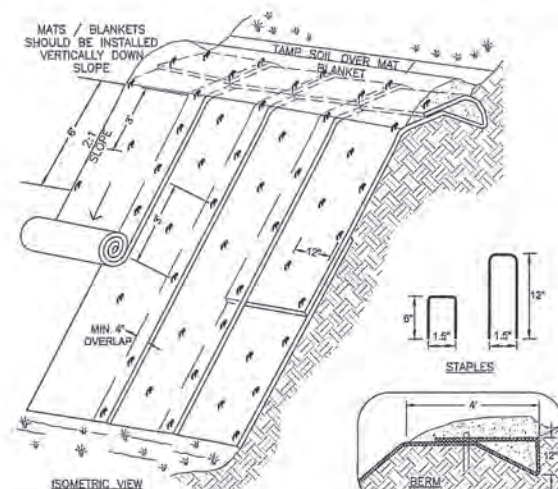 MATS / BLANKETS
SHOULD BE INSTALLED
VERTICALLY DOWN
SLOPE
TAMP SOIL OVER MAT
BLANKET
6'
3'
2:1
SLOPE
3'
12"
MIN. 4"
OVERLAP
12"
6"
1.5"
1.5"
STAPLES
4'
12"
BERM
ISOMETRIC VIEW